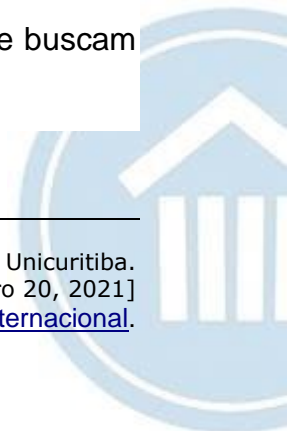 e buscam
Unicuritiba.
ro 20, 2021]
ternacional.